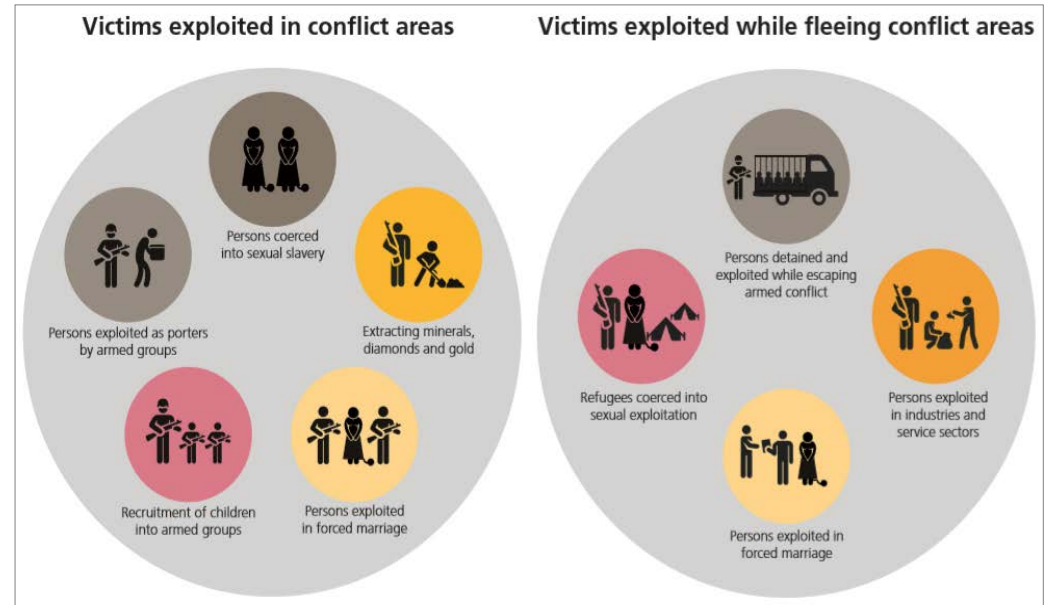 Victims exploited in conflict areas
Persons coerced
into sexual slavery
Persons exploited as porters
by armed groups
Extracting minerals,
diamonds and gold
Recruitment of children
into armed groups
Persons exploited
in forced marriage
Victims exploited while fleeing conflict areas
Persons detained and
exploited while escaping
armed conflict
Refugees coerced into
sexual exploitation
Persons exploited
in industries and
service sectors
Persons exploited in
forced marriage